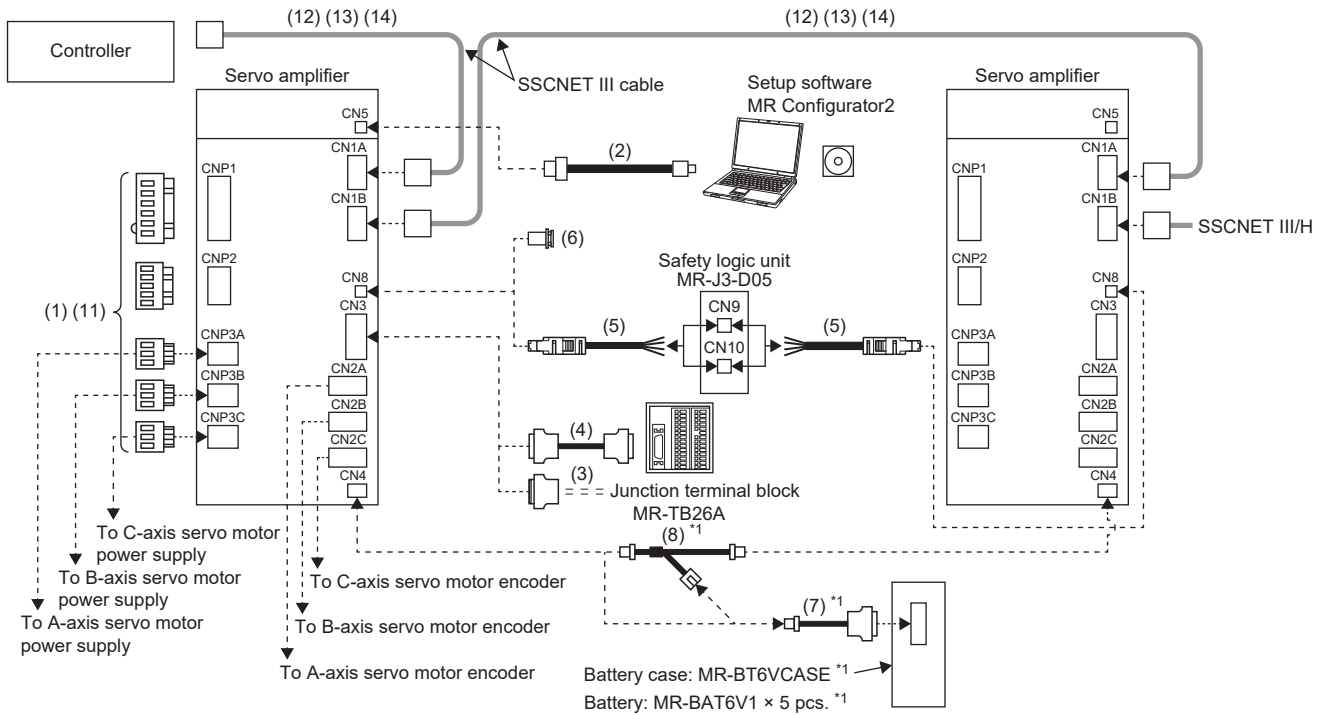 (12) (13) (14)
(12) (13) (14)
Controller
Servo amplifier
SSCNET III cable
Setup software
MR Configurator2
Servo amplifier
CN5
CN5
(2)
CN1A
CNP1
CN1B
CN1A
CNP1
CN1B
SSCNET III/H
(6)
CNP2
CN8
CN3
Safety logic unit
MR-J3-D05
CN9
CN10
CNP2
CN8
CN3
(1) (11)
(5)
(5)
CNP3A
CNP3B
CNP3C
CN2A
CN2B
CN2C
CN4
CNP3A
CNP3B
CNP3C
CN2A
CN2B
CN2C
CN4
(4)
(3)
Junction terminal block
MR-TB26A
(8) *1
To C-axis servo motor
power supply
To B-axis servo motor
power supply
To A-axis servo motor
power supply
To C-axis servo motor encoder
To B-axis servo motor encoder
To A-axis servo motor encoder
(7) *1
Battery case: MR-BT6VCASE *1
Battery: MR-BAT6V1 × 5 pcs. *1